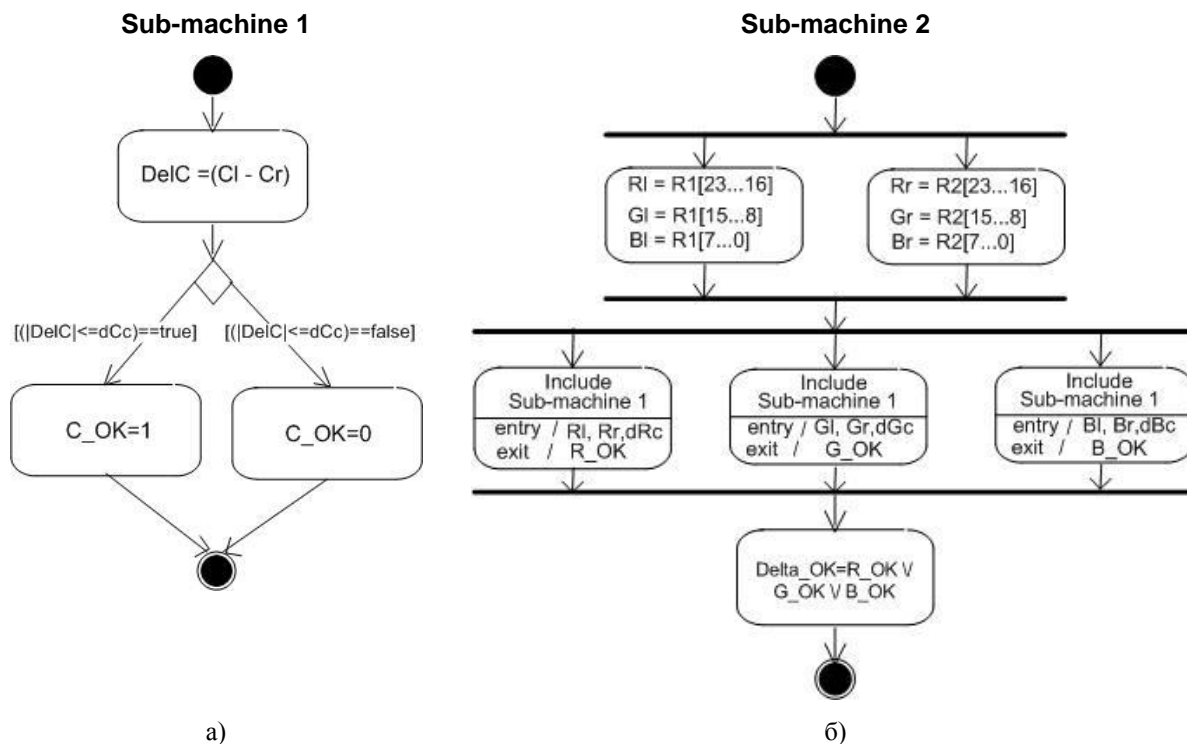 Sub-machine 1
DelC =(Cl - Cr)
[(|DelC|<=dCc)==true]
[(|DelC|<=dCc)==false]
C_OK=1
C_OK=0
а)
Sub-machine 2
Rl = R1[23...16]
Gl = R1[15...8]
Bl = R1[7...0]
Rr = R2[23...16]
Gr = R2[15...8]
Br = R2[7...0]
Include
Sub-machine 1
entry / Rl, Rr,dRc
exit / R_OK
Include
Sub-machine 1
entry / Gl, Gr,dGc
exit / G_OK
Include
Sub-machine 1
entry / Bl, Br,dBc
exit / B_OK
Delta_OK=R_OK \/
G_OK \/ B_OK
б)